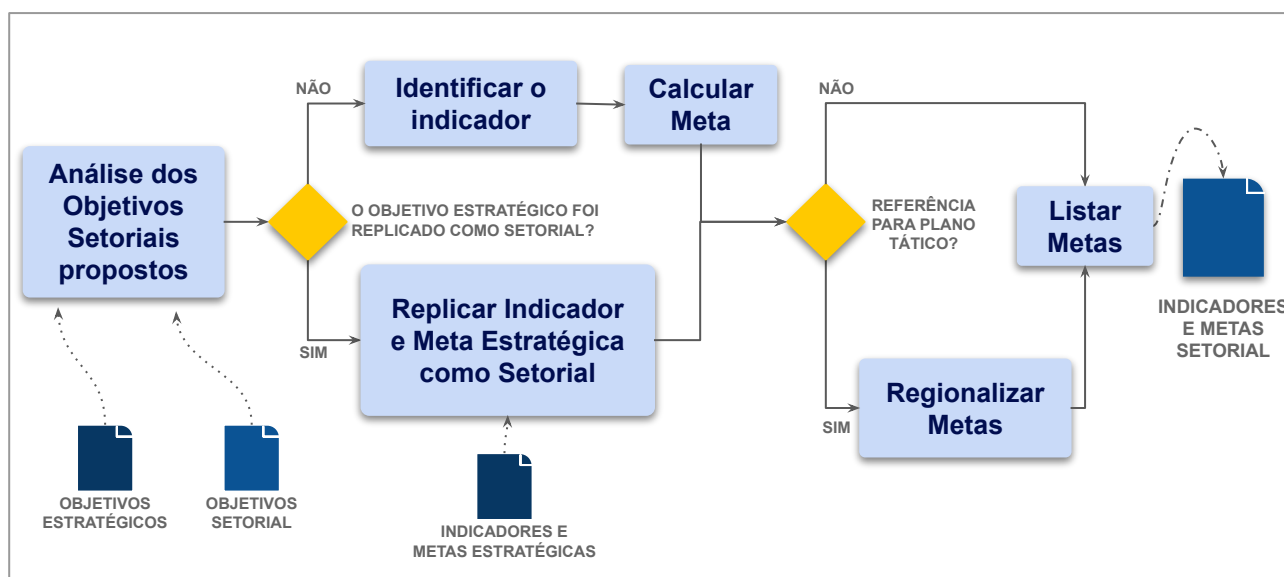 Análise dos
Objetivos
Setoriais
propostos
NÃO
Identificar o
indicador
Calcular
Meta
O OBJETIVO ESTRATÉGICO FOI
REPLICADO COMO SETORIAL?
SIM
Replicar Indicador
e Meta Estratégica
como Setorial
NÃO
REFERÊNCIA
PARA PLANO
TÁTICO?
SIM
Regionalizar
Metas
Listar
Metas
INDICADORES
E METAS
SETORIAL
OBJETIVOS
ESTRATÉGICOS
OBJETIVOS
SETORIAL
INDICADORES E
METAS ESTRATÉGICAS